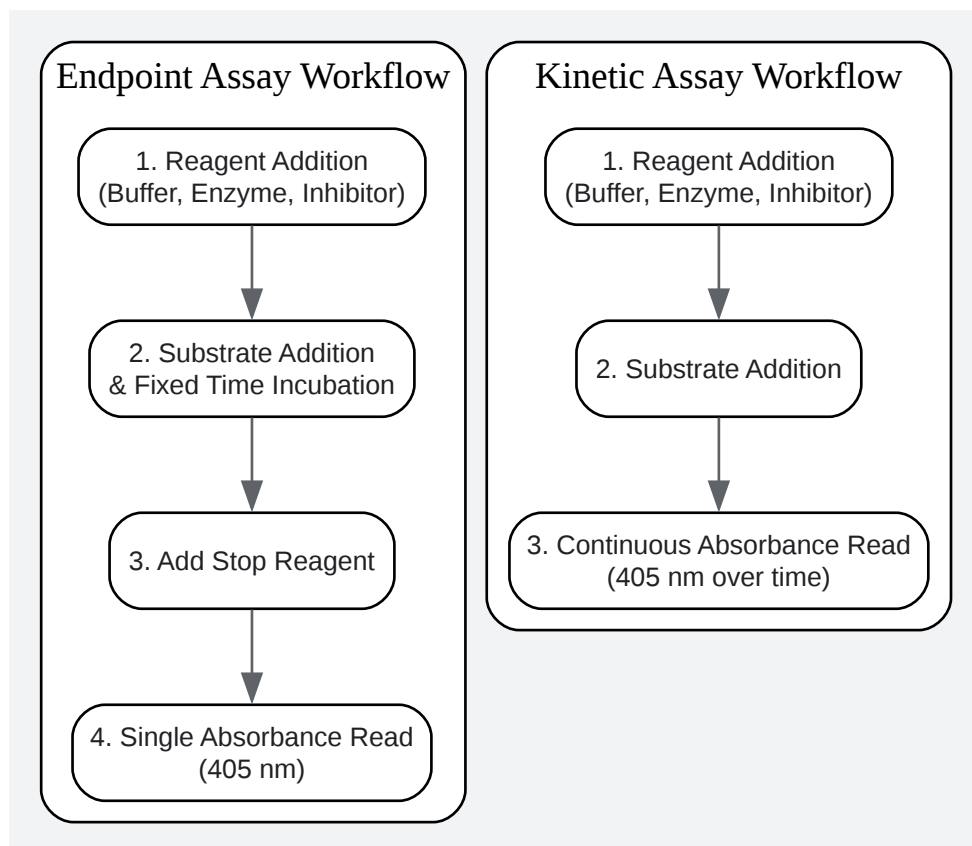 Endpoint Assay Workflow
1. Reagent Addition
(Buffer, Enzyme, Inhibitor)
2. Substrate Addition
& Fixed Time Incubation
3. Add Stop Reagent
4. Single Absorbance Read
(405 nm)
Kinetic Assay Workflow
1. Reagent Addition
(Buffer, Enzyme, Inhibitor)
2. Substrate Addition
3. Continuous Absorbance Read
(405 nm over time)